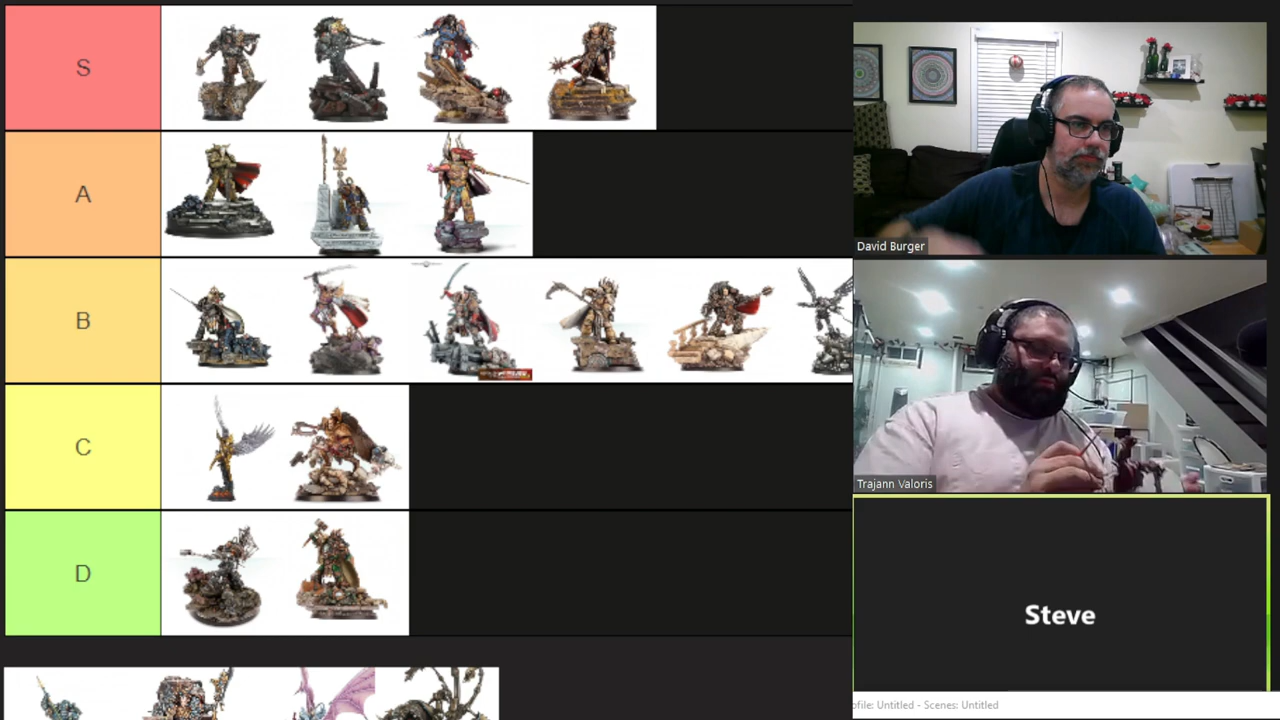 S
A
B
C
D
David Burger
Trajann Valoris
Steve
ofile: Untitled - Scenes: Untitled